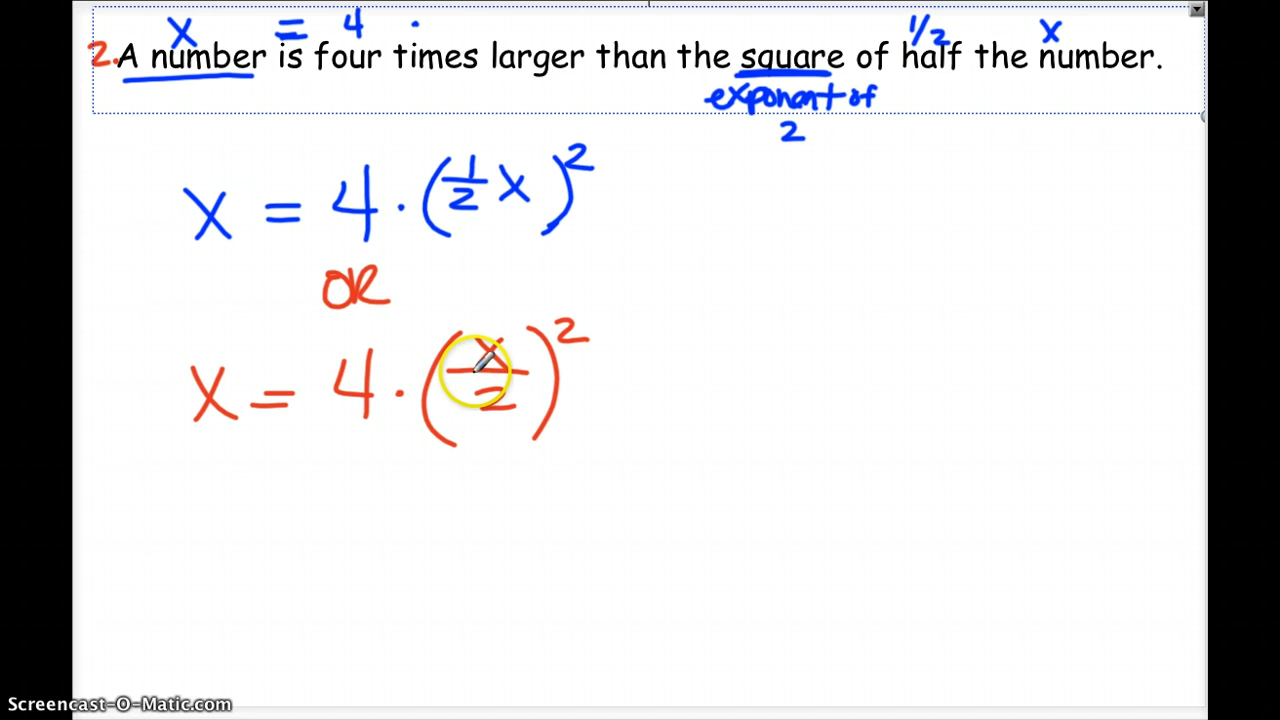 x = 4 · 1/2 x
2. A number is four times larger than the square of half the number.
exponent of
2
x = 4 · (1/2 x)²
OR
x = 4 · (x/2)²
Screencast-O-Matic.com